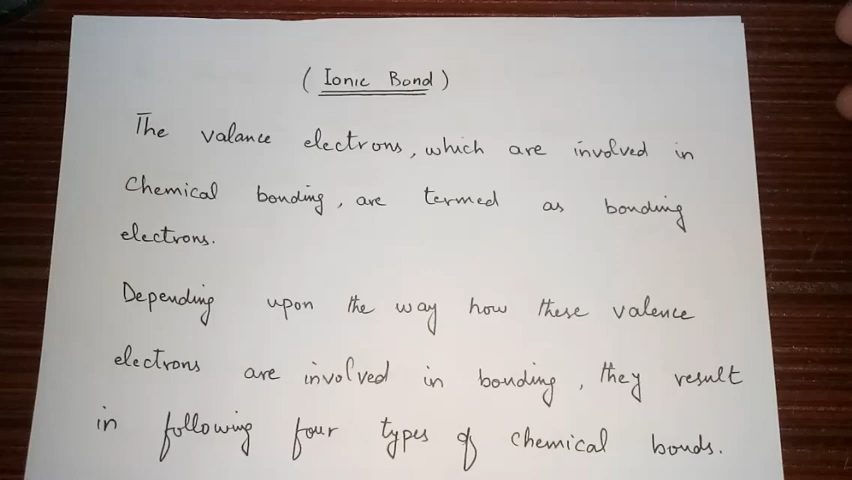 ( Ionic Bond )
The valance electrons, which are involved in
chemical bonding, are termed as bonding
electrons.
Depending upon the way how these valence
electrons are involved in bonding, they result
in following four types of chemical bonds.